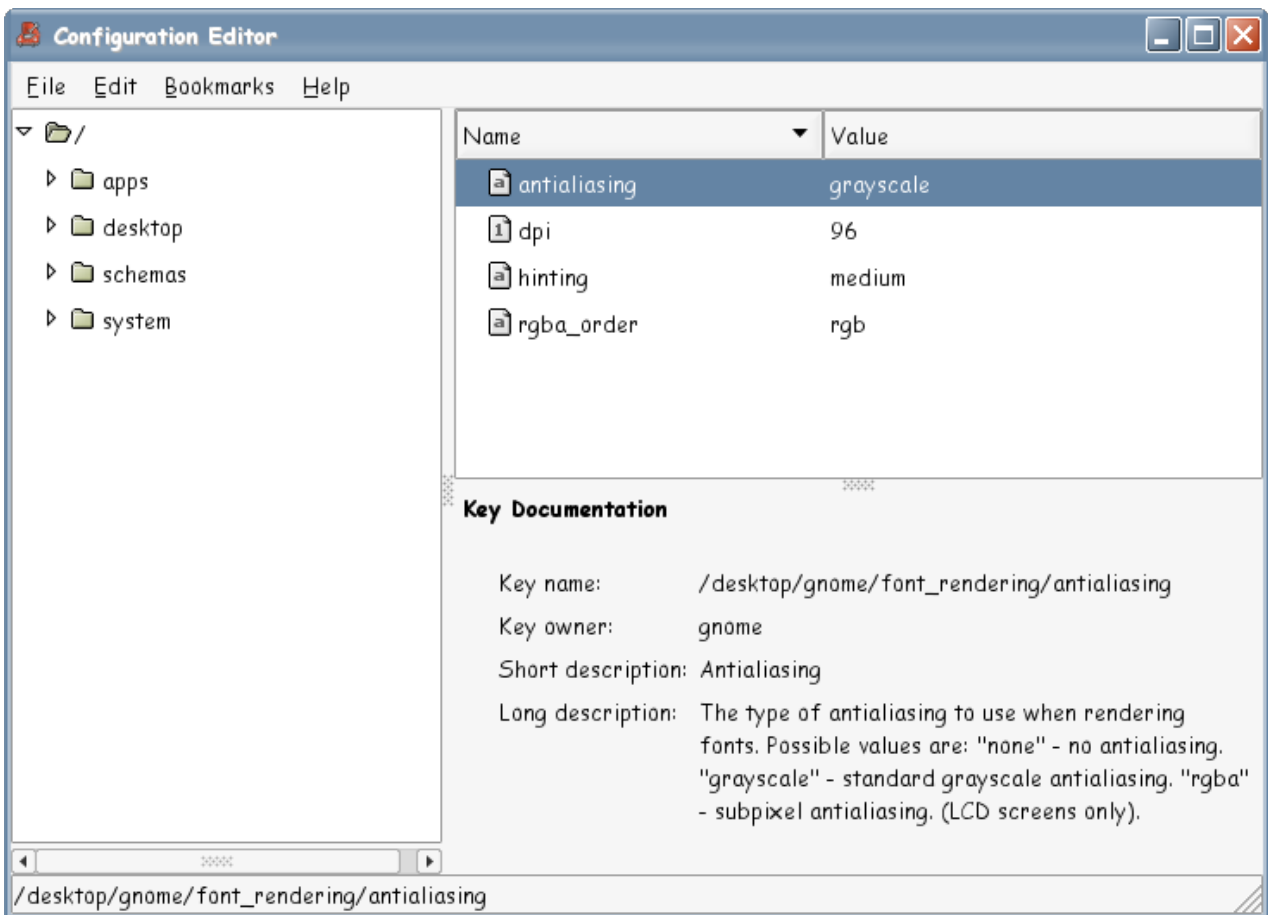 Configuration Editor
File Edit Bookmarks Help
/
apps
desktop
schemas
system
Name Value
antialiasing grayscale
dpi 96
hinting medium
rgba_order rgb
Key Documentation
Key name: /desktop/gnome/font_rendering/antialiasing
Key owner: gnome
Short description: Antialiasing
Long description: The type of antialiasing to use when rendering
fonts. Possible values are: "none" - no antialiasing.
"grayscale" - standard grayscale antialiasing. "rgba"
- subpixel antialiasing. (LCD screens only).
/desktop/gnome/font_rendering/antialiasing